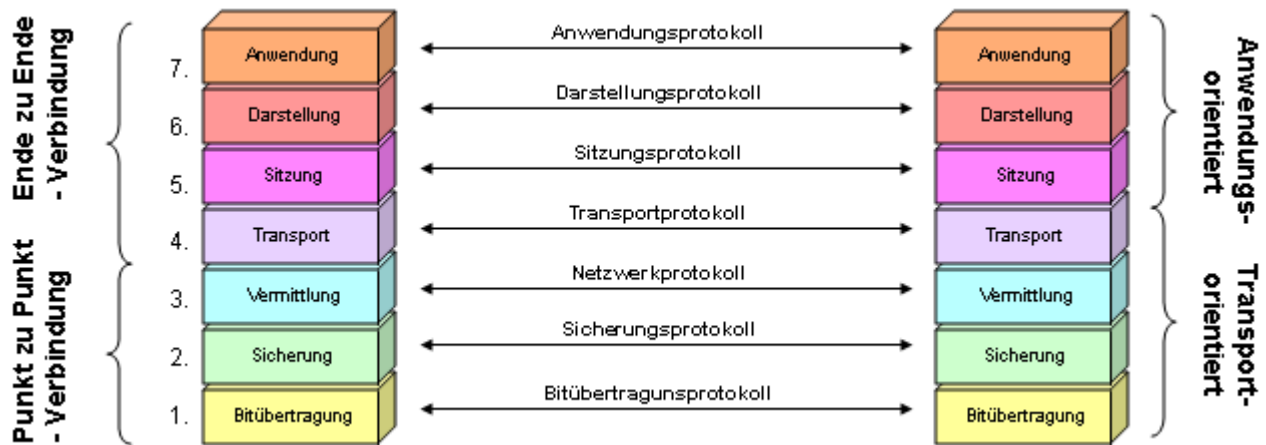 Ende zu Ende
- Verbindung
Punkt zu Punkt
- Verbindung
7.
Anwendung
Anwendungsprotokoll
Anwendung
6.
Darstellung
Darstellungsprotokoll
Darstellung
5.
Sitzung
Sitzungsprotokoll
Sitzung
4.
Transport
Transportprotokoll
Transport
3.
Vermittlung
Netzwerkprotokoll
Vermittlung
2.
Sicherung
Sicherungsprotokoll
Sicherung
1.
Bitübertragung
Bitübertragunsprotokoll
Bitübertragung
Anwendungs-
orientiert
Transport-
orientiert